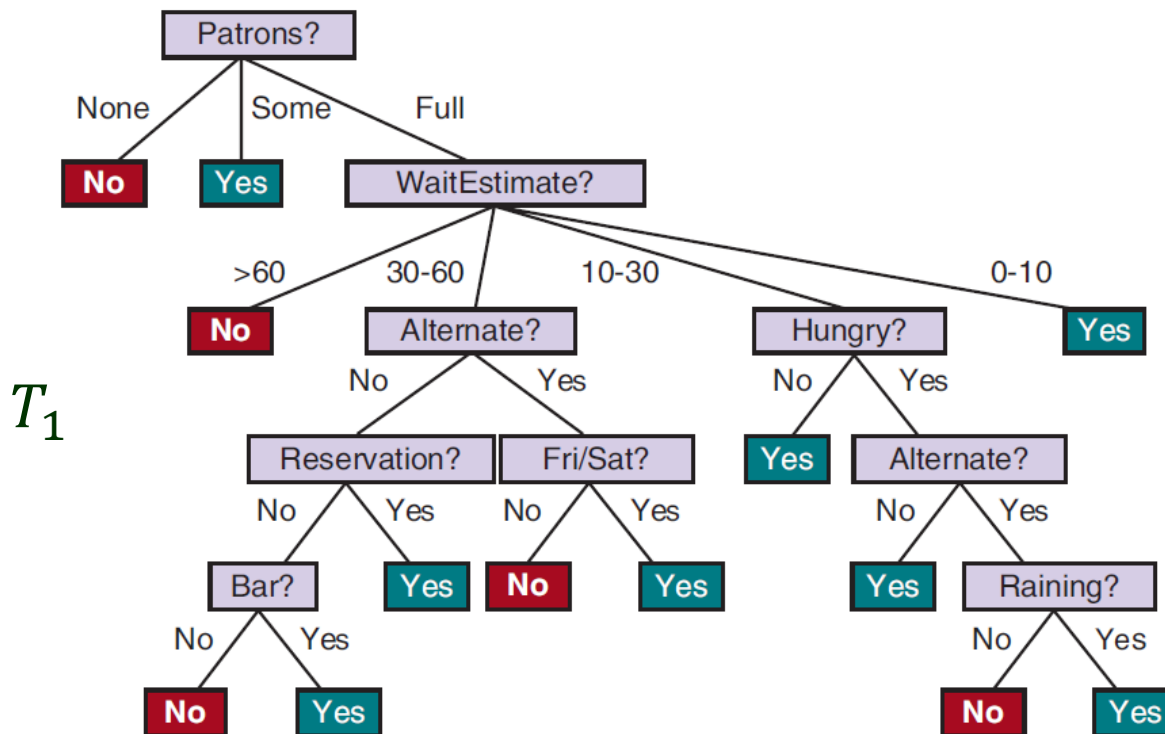 Patrons?
None Some Full
No Yes WaitEstimate?
>60 30-60 10-30 0-10
No Alternate? Hungry? Yes
No Yes No Yes
T₁
Reservation? Fri/Sat? Yes Alternate?
No Yes No Yes No Yes
Bar? Yes No Yes Yes Raining?
No Yes No Yes
No Yes No Yes